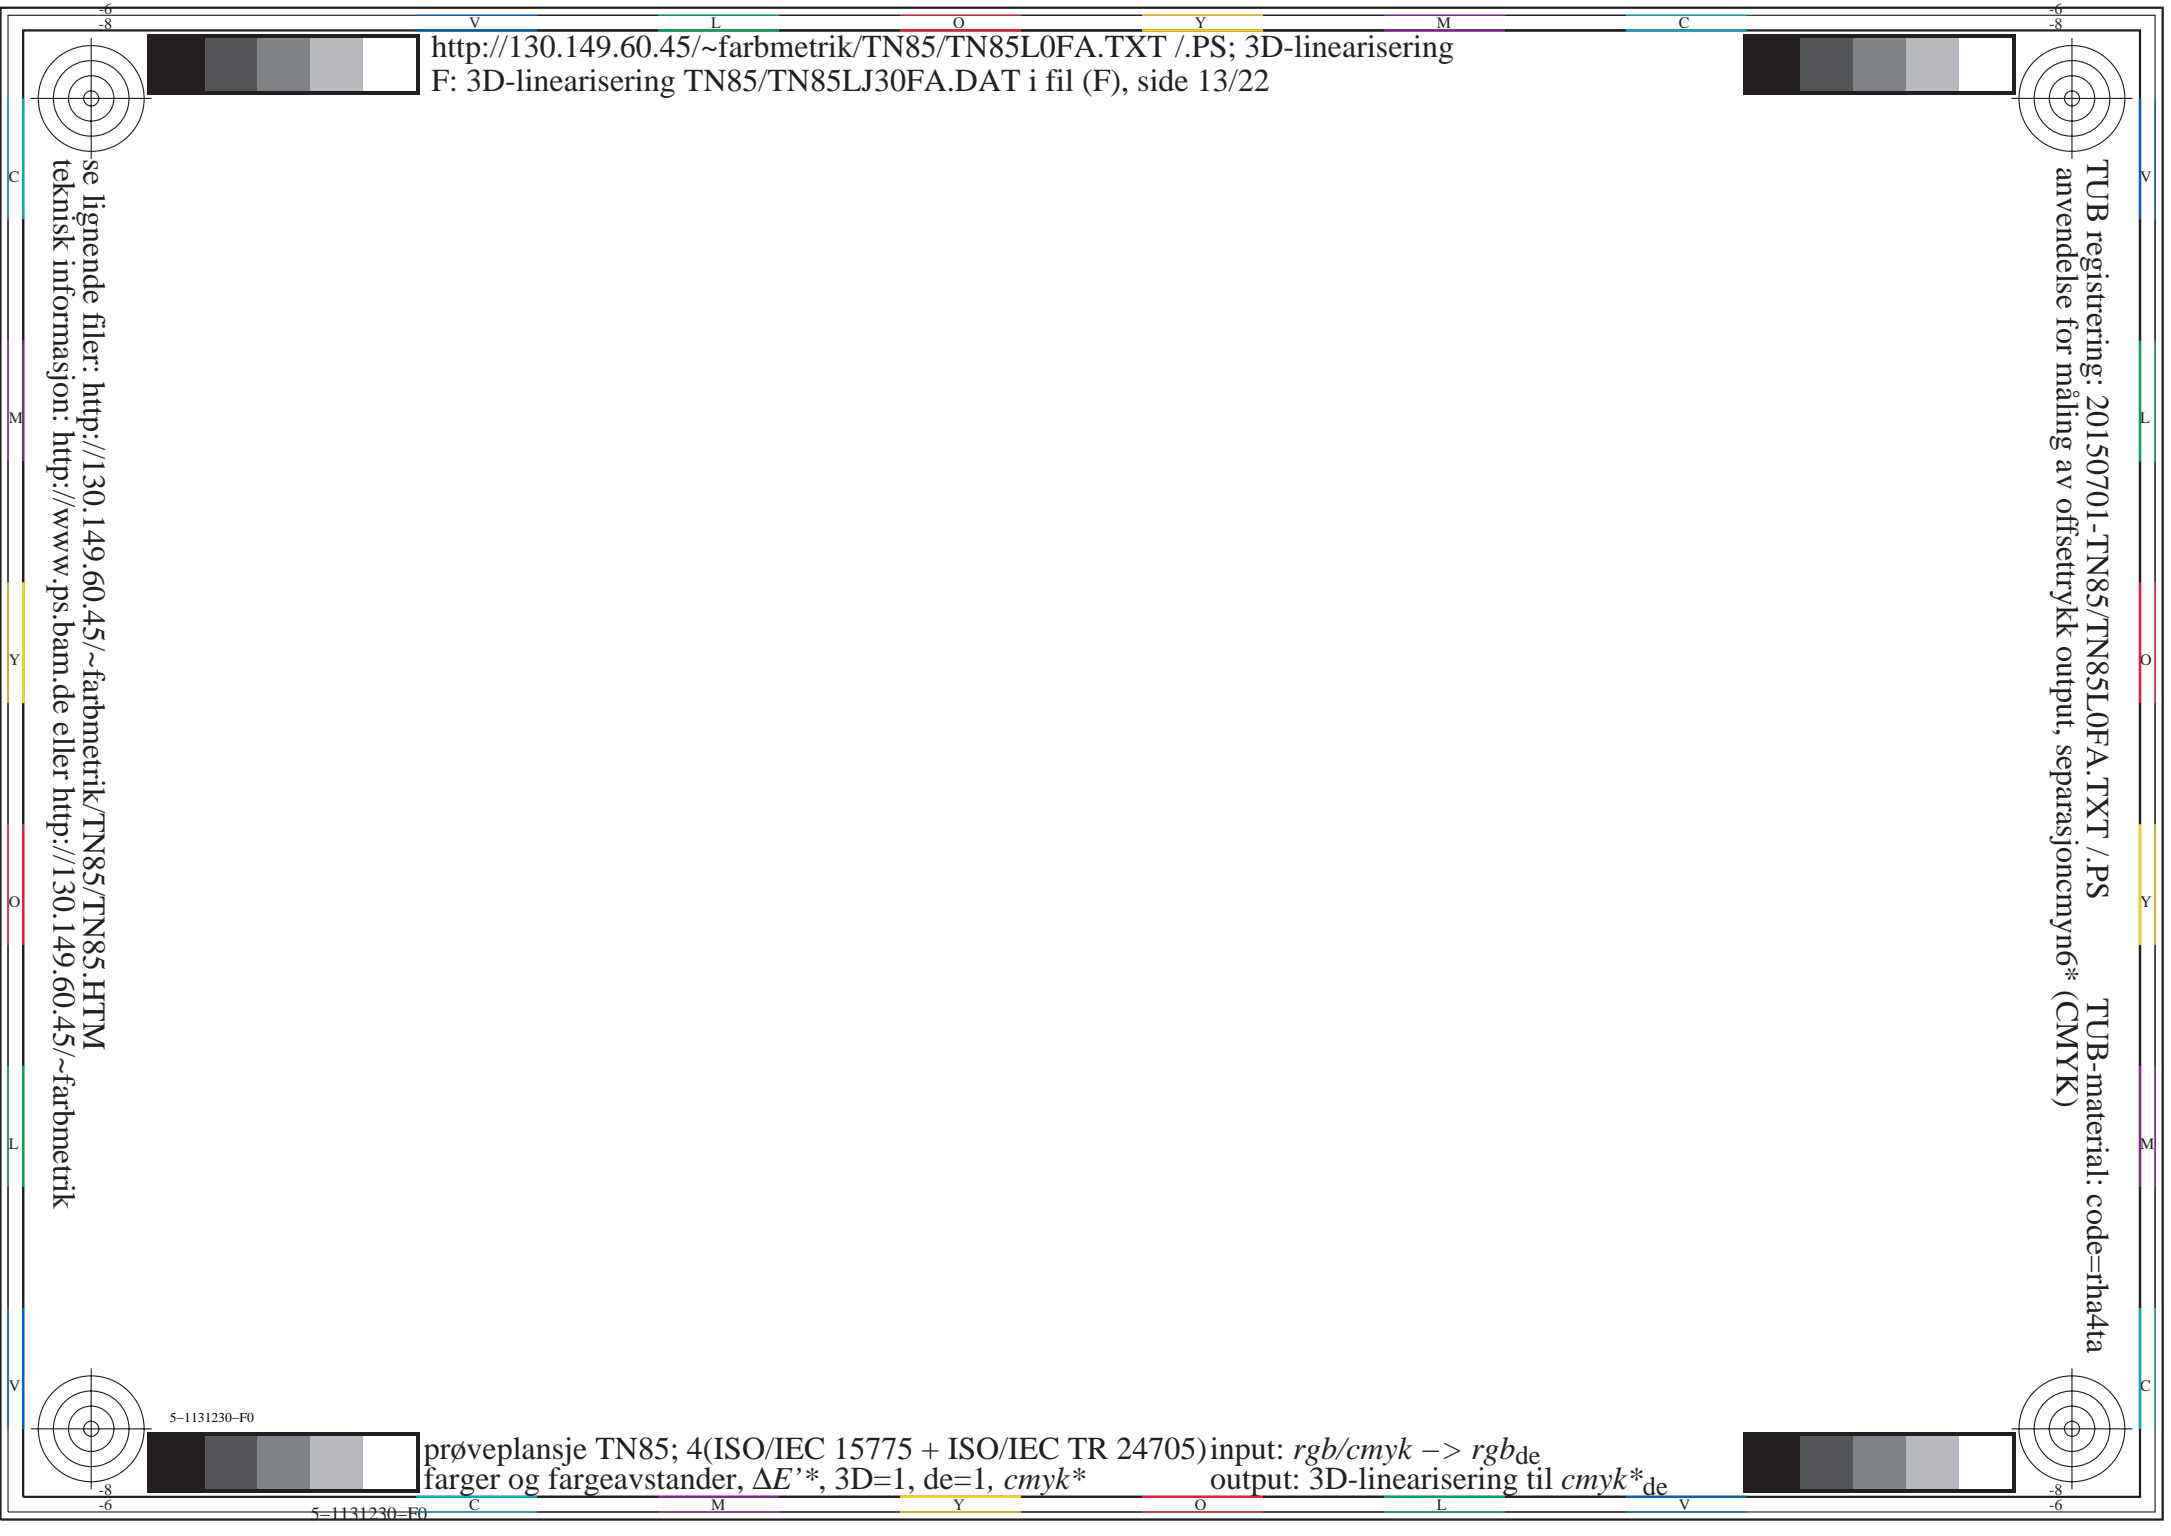 -6
-8
V L O Y M C
-6
-8
http://130.149.60.45/~farbmetrik/TN85/TN85L0FA.TXT /.PS; 3D-linearisering
F: 3D-linearisering TN85/TN85LJ30FA.DAT i fil (F), side 13/22
C
M
Y
O
L
V
se lignende filer: http://130.149.60.45/~farbmetrik/TN85/TN85.HTM
teknisk informasjon: http://www.ps.bam.de eller http://130.149.60.45/~farbmetrik
TUB registrering: 20150701-TN85/TN85L0FA.TXT /.PS TUB-material: code=rha4ta
anvendelse for måling av offsettrykk output, separasjoncmyn6* (CMYK)
V
L
O
Y
M
C
5-1131230-F0
prøveplansje TN85; 4(ISO/IEC 15775 + ISO/IEC TR 24705) input: rgb/cmyk -> rgbde
farger og fargeavstander, ΔE'*, 3D=1, de=1, cmyk* output: 3D-linearisering til cmyk*de
-8
-6
5-1131230-F0
C M Y O L V
-8
-6